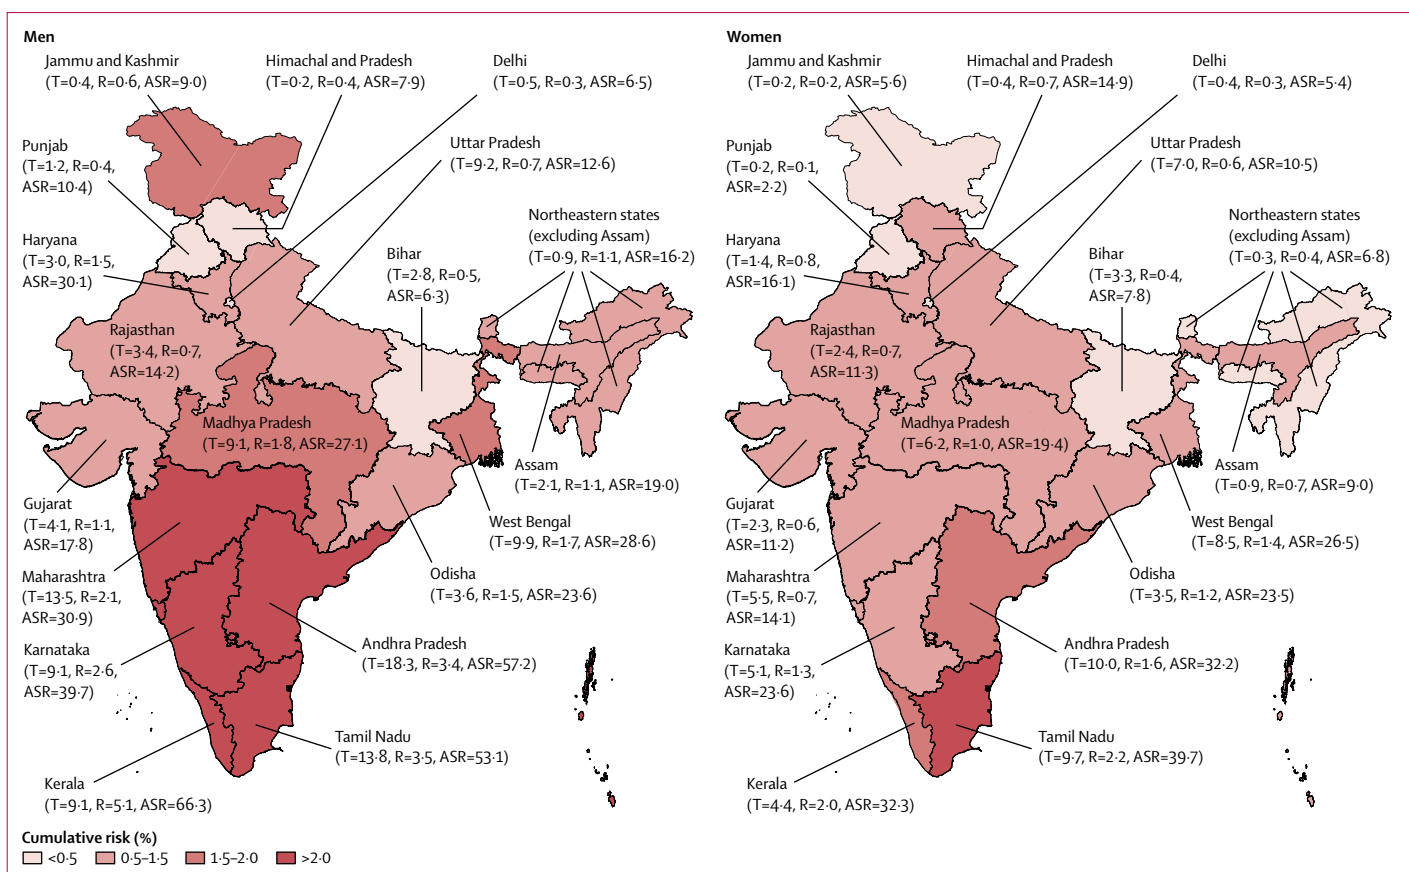 Men
Jammu and Kashmir
(T=0·4, R=0·6, ASR=9·0)
Himachal and Pradesh
(T=0·2, R=0·4, ASR=7·9)
Delhi
(T=0·5, R=0·3, ASR=6·5)
Punjab
(T=1·2, R=0·4,
ASR=10·4)
Uttar Pradesh
(T=9·2, R=0·7, ASR=12·6)
Haryana
(T=3·0, R=1·5,
ASR=30·1)
Bihar
(T=2·8, R=0·5,
ASR=6·3)
Northeastern states
(excluding Assam)
(T=0·9, R=1·1, ASR=16·2)
Rajasthan
(T=3·4, R=0·7,
ASR=14·2)
Madhya Pradesh
(T=9·1, R=1·8, ASR=27·1)
Assam
(T=2·1, R=1·1, ASR=19·0)
Gujarat
(T=4·1, R=1·1,
ASR=17·8)
West Bengal
(T=9·9, R=1·7, ASR=28·6)
Maharashtra
(T=13·5, R=2·1,
ASR=30·9)
Odisha
(T=3·6, R=1·5, ASR=23·6)
Karnataka
(T=9·1, R=2·6,
ASR=39·7)
Andhra Pradesh
(T=18·3, R=3·4, ASR=57·2)
Tamil Nadu
(T=13·8, R=3·5, ASR=53·1)
Kerala
(T=9·1, R=5·1, ASR=66·3)
Women
Jammu and Kashmir
(T=0·2, R=0·2, ASR=5·6)
Himachal and Pradesh
(T=0·4, R=0·7, ASR=14·9)
Delhi
(T=0·4, R=0·3, ASR=5·4)
Punjab
(T=0·2, R=0·1,
ASR=2·2)
Uttar Pradesh
(T=7·0, R=0·6, ASR=10·5)
Haryana
(T=1·4, R=0·8,
ASR=16·1)
Bihar
(T=3·3, R=0·4,
ASR=7·8)
Northeastern states
(excluding Assam)
(T=0·3, R=0·4, ASR=6·8)
Rajasthan
(T=2·4, R=0·7,
ASR=11·3)
Madhya Pradesh
(T=6·2, R=1·0, ASR=19·4)
Assam
(T=0·9, R=0·7, ASR=9·0)
Gujarat
(T=2·3, R=0·6,
ASR=11·2)
West Bengal
(T=8·5, R=1·4, ASR=26·5)
Maharashtra
(T=5·5, R=0·7,
ASR=14·1)
Odisha
(T=3·5, R=1·2, ASR=23·5)
Karnataka
(T=5·1, R=1·3,
ASR=23·6)
Andhra Pradesh
(T=10·0, R=1·6, ASR=32·2)
Tamil Nadu
(T=9·7, R=2·2, ASR=39·7)
Kerala
(T=4·4, R=2·0, ASR=32·3)
Cumulative risk (%)
<0·5 0·5–1·5 1·5–2·0 >2·0